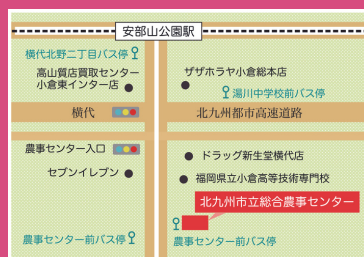 安部山公園駅
横代北野二丁目バス停
高山質店買取センター
小倉東インター店
ザザホラヤ小倉総本店
湯川中学校前バス停
横代
北九州都市高速道路
農事センター入口
ドラッグ新生堂横代店
セブンイレブン
福岡県立小倉高等技術専門校
北九州市立総合農事センター
農事センター前バス停
農事センター前バス停